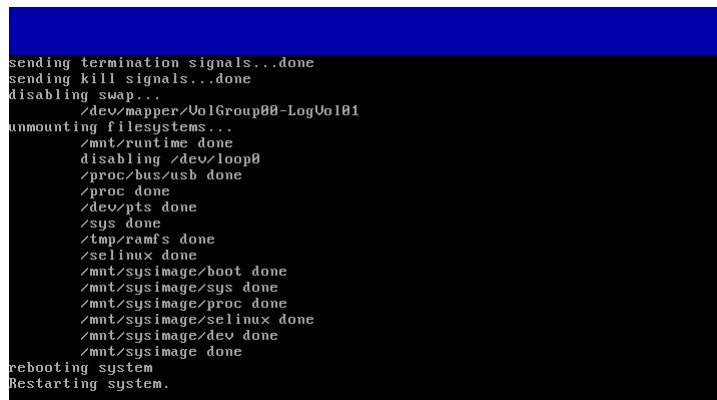 sending termination signals...done
sending kill signals...done
disabling swap...
/dev/mapper/VolGroup00-LogVol01
unmounting filesystems...
/mnt/runtime done
disabling /dev/loop0
/proc/bus/usb done
/proc done
/dev/pts done
/sys done
/tmp/ramfs done
/selinux done
/mnt/sysimage/boot done
/mnt/sysimage/sys done
/mnt/sysimage/proc done
/mnt/sysimage/selinux done
/mnt/sysimage/dev done
/mnt/sysimage done
rebooting system
Restarting system.